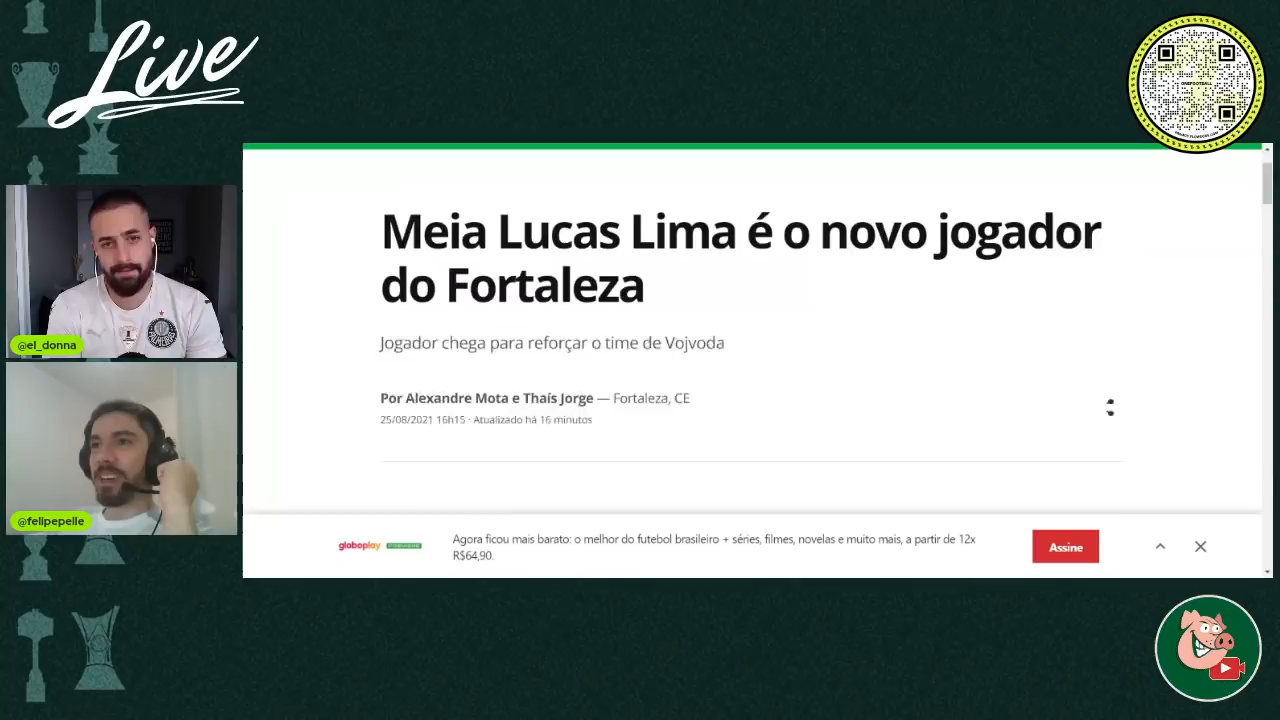 Live
Meia Lucas Lima é o novo jogador
do Fortaleza
Jogador chega para reforçar o time de Vojvoda
Por Alexandre Mota e Thaís Jorge — Fortaleza, CE
25/08/2021 16h15 · Atualizado há 16 minutos
globoplay
Agora ficou mais barato: o melhor do futebol brasileiro + séries, filmes, novelas e muito mais, a partir de 12x
R$64,90.
Assine
@el_donna
PALMEIRAS
@felipepelle
ONEFOOTBALL